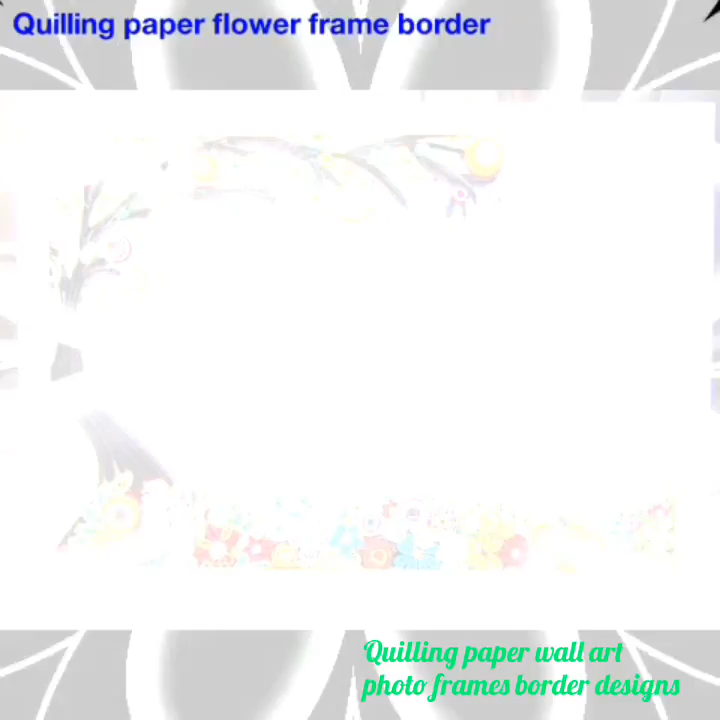 Quilling paper flower frame border
Quilling paper wall art
photo frames border designs